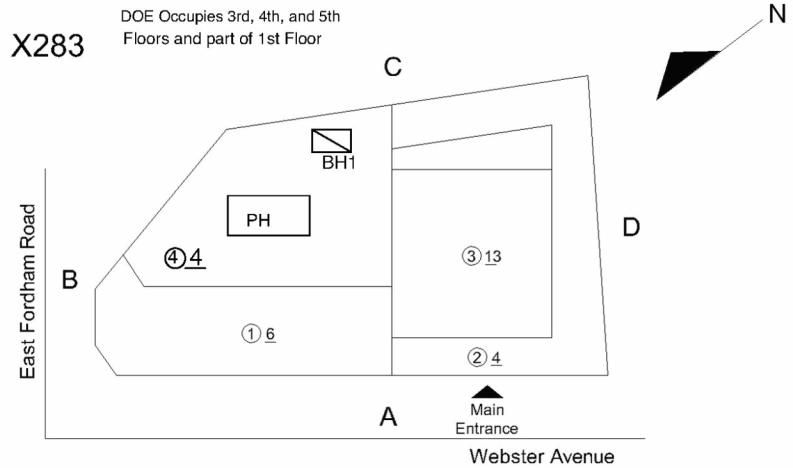 DOE Occupies 3rd, 4th, and 5th
Floors and part of 1st Floor
X283
N
C
BH1
PH
East Fordham Road
B
④ 4
③ 13
D
① 6
② 4
A
Main
Entrance
Webster Avenue